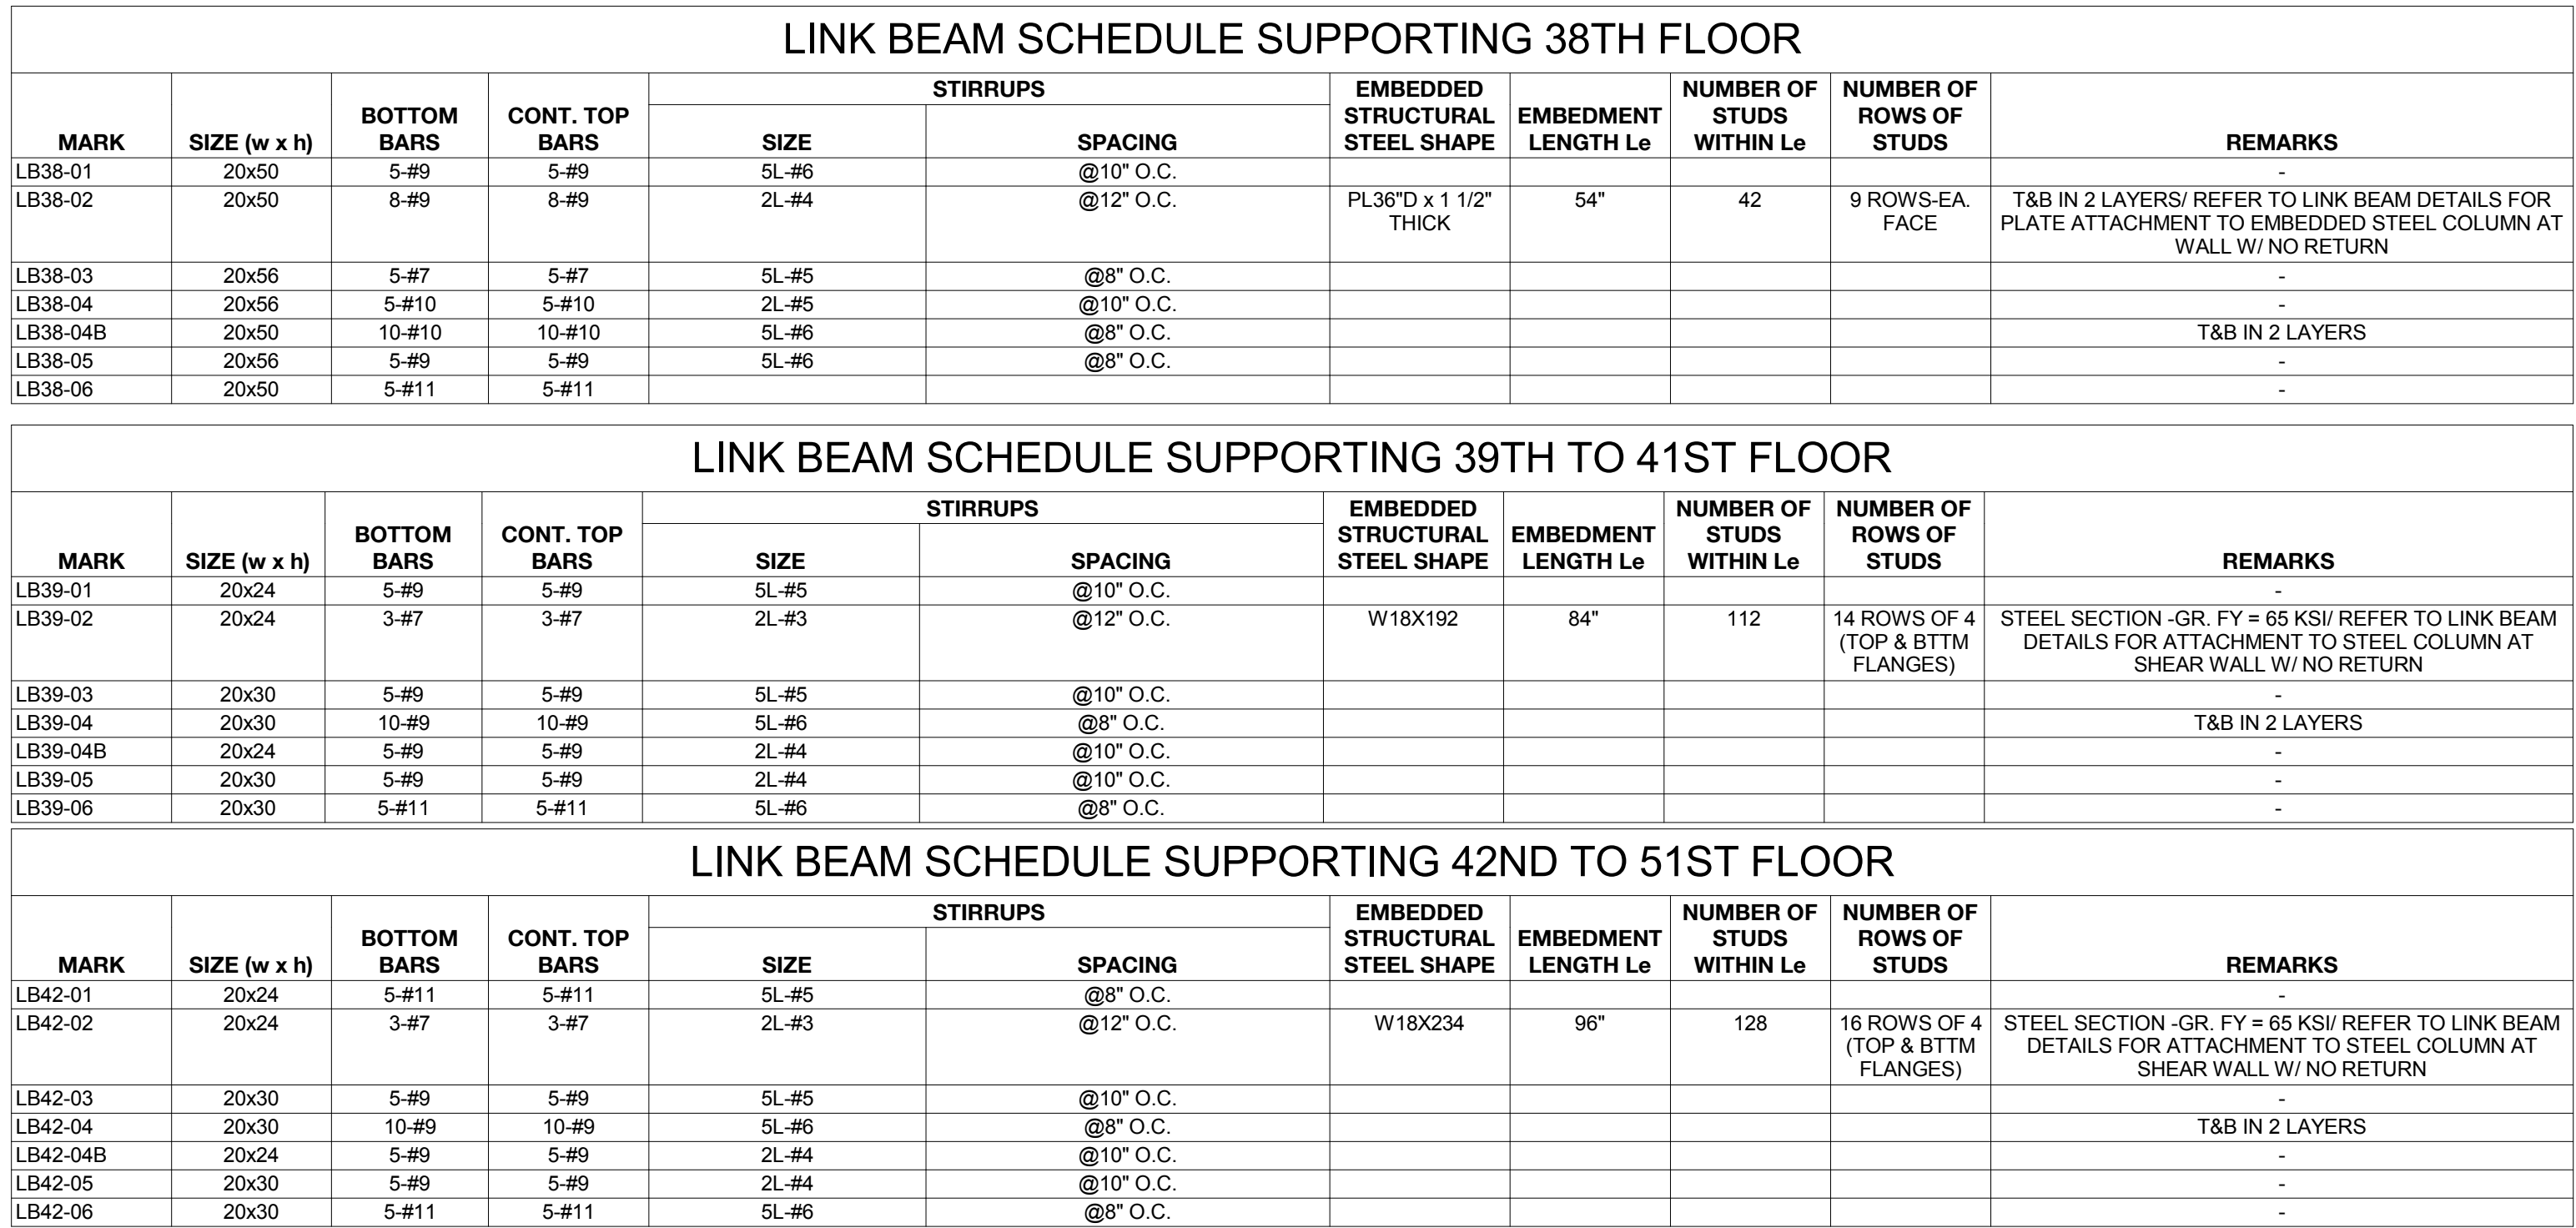 LINK BEAM SCHEDULE SUPPORTING 38TH FLOOR
STIRRUPS EMBEDDED NUMBER OF NUMBER OF
BOTTOM CONT. TOP STRUCTURAL EMBEDMENT STUDS ROWS OF
MARK SIZE (w x h) BARS BARS SIZE SPACING STEEL SHAPE LENGTH Le WITHIN Le STUDS REMARKS
LB38-01 20x50 5-#9 5-#9 5L-#6 @10" O.C. -
LB38-02 20x50 8-#9 8-#9 2L-#4 @12" O.C. PL36"D x 1 1/2" 54" 42 9 ROWS-EA. T&B IN 2 LAYERS/ REFER TO LINK BEAM DETAILS FOR
THICK FACE PLATE ATTACHMENT TO EMBEDDED STEEL COLUMN AT
WALL W/ NO RETURN
LB38-03 20x56 5-#7 5-#7 5L-#5 @8" O.C. -
LB38-04 20x56 5-#10 5-#10 2L-#5 @10" O.C. -
LB38-04B 20x50 10-#10 10-#10 5L-#6 @8" O.C. T&B IN 2 LAYERS
LB38-05 20x56 5-#9 5-#9 5L-#6 @8" O.C. -
LB38-06 20x50 5-#11 5-#11 -
LINK BEAM SCHEDULE SUPPORTING 39TH TO 41ST FLOOR
STIRRUPS EMBEDDED NUMBER OF NUMBER OF
BOTTOM CONT. TOP STRUCTURAL EMBEDMENT STUDS ROWS OF
MARK SIZE (w x h) BARS BARS SIZE SPACING STEEL SHAPE LENGTH Le WITHIN Le STUDS REMARKS
LB39-01 20x24 5-#9 5-#9 5L-#5 @10" O.C. -
LB39-02 20x24 3-#7 3-#7 2L-#3 @12" O.C. W18X192 84" 112 14 ROWS OF 4 STEEL SECTION -GR. FY = 65 KSI/ REFER TO LINK BEAM
(TOP & BTTM DETAILS FOR ATTACHMENT TO STEEL COLUMN AT
FLANGES) SHEAR WALL W/ NO RETURN
LB39-03 20x30 5-#9 5-#9 5L-#5 @10" O.C. -
LB39-04 20x30 10-#9 10-#9 5L-#6 @8" O.C. T&B IN 2 LAYERS
LB39-04B 20x24 5-#9 5-#9 2L-#4 @10" O.C. -
LB39-05 20x30 5-#9 5-#9 2L-#4 @10" O.C. -
LB39-06 20x30 5-#11 5-#11 5L-#6 @8" O.C. -
LINK BEAM SCHEDULE SUPPORTING 42ND TO 51ST FLOOR
STIRRUPS EMBEDDED NUMBER OF NUMBER OF
BOTTOM CONT. TOP STRUCTURAL EMBEDMENT STUDS ROWS OF
MARK SIZE (w x h) BARS BARS SIZE SPACING STEEL SHAPE LENGTH Le WITHIN Le STUDS REMARKS
LB42-01 20x24 5-#11 5-#11 5L-#5 @8" O.C. -
LB42-02 20x24 3-#7 3-#7 2L-#3 @12" O.C. W18X234 96" 128 16 ROWS OF 4 STEEL SECTION -GR. FY = 65 KSI/ REFER TO LINK BEAM
(TOP & BTTM DETAILS FOR ATTACHMENT TO STEEL COLUMN AT
FLANGES) SHEAR WALL W/ NO RETURN
LB42-03 20x30 5-#9 5-#9 5L-#5 @10" O.C. -
LB42-04 20x30 10-#9 10-#9 5L-#6 @8" O.C. T&B IN 2 LAYERS
LB42-04B 20x24 5-#9 5-#9 2L-#4 @10" O.C. -
LB42-05 20x30 5-#9 5-#9 2L-#4 @10" O.C. -
LB42-06 20x30 5-#11 5-#11 5L-#6 @8" O.C. -